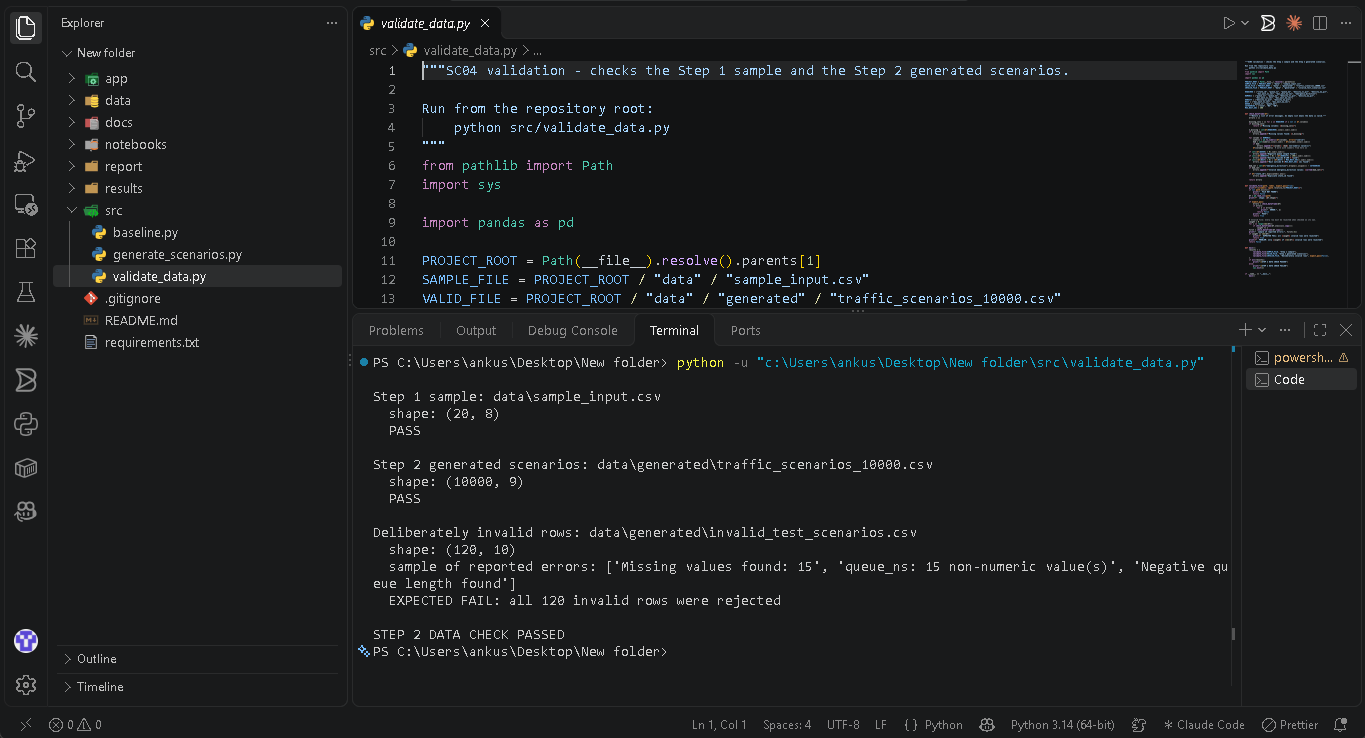 Explorer
New folder
app
data
docs
notebooks
report
results
src
baseline.py
generate_scenarios.py
validate_data.py
.gitignore
README.md
requirements.txt
Outline
Timeline
validate_data.py
src > validate_data.py > ...
1 """SC04 validation - checks the Step 1 sample and the Step 2 generated scenarios.
2
3 Run from the repository root:
4 python src/validate_data.py
5 """
6 from pathlib import Path
7 import sys
8
9 import pandas as pd
10
11 PROJECT_ROOT = Path(__file__).resolve().parents[1]
12 SAMPLE_FILE = PROJECT_ROOT / "data" / "sample_input.csv"
13 VALID_FILE = PROJECT_ROOT / "data" / "generated" / "traffic_scenarios_10000.csv"
Problems Output Debug Console Terminal Ports
PS C:\Users\ankus\Desktop\New folder> python -u "c:\Users\ankus\Desktop\New folder\src\validate_data.py"
Step 1 sample: data\sample_input.csv
shape: (20, 8)
PASS
Step 2 generated scenarios: data\generated\traffic_scenarios_10000.csv
shape: (10000, 9)
PASS
Deliberately invalid rows: data\generated\invalid_test_scenarios.csv
shape: (120, 10)
sample of reported errors: ['Missing values found: 15', 'queue_ns: 15 non-numeric value(s)', 'Negative qu
eue length found']
EXPECTED FAIL: all 120 invalid rows were rejected
STEP 2 DATA CHECK PASSED
PS C:\Users\ankus\Desktop\New folder>
powersh...
Code
0 0 Ln 1, Col 1 Spaces: 4 UTF-8 LF { } Python Python 3.14 (64-bit) Claude Code Prettier